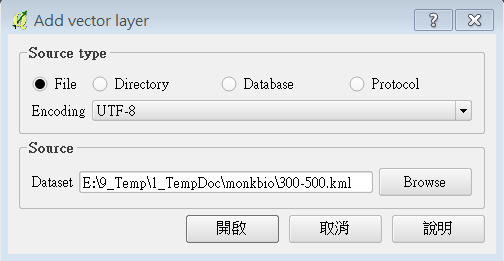 Add vector layer
Source type
File Directory Database Protocol
Encoding UTF-8
Source
Dataset E:\9_Temp\1_TempDoc\monkbio\300-500.kml Browse
開啟 取消 說明